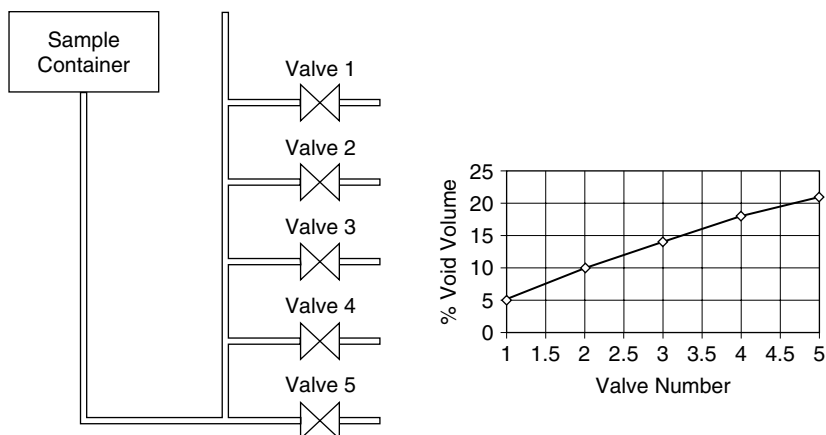 Sample
Container
Valve 1
Valve 2
Valve 3
Valve 4
Valve 5
% Void Volume
25
20
15
10
5
0
1 1.5 2 2.5 3 3.5 4 4.5 5
Valve Number